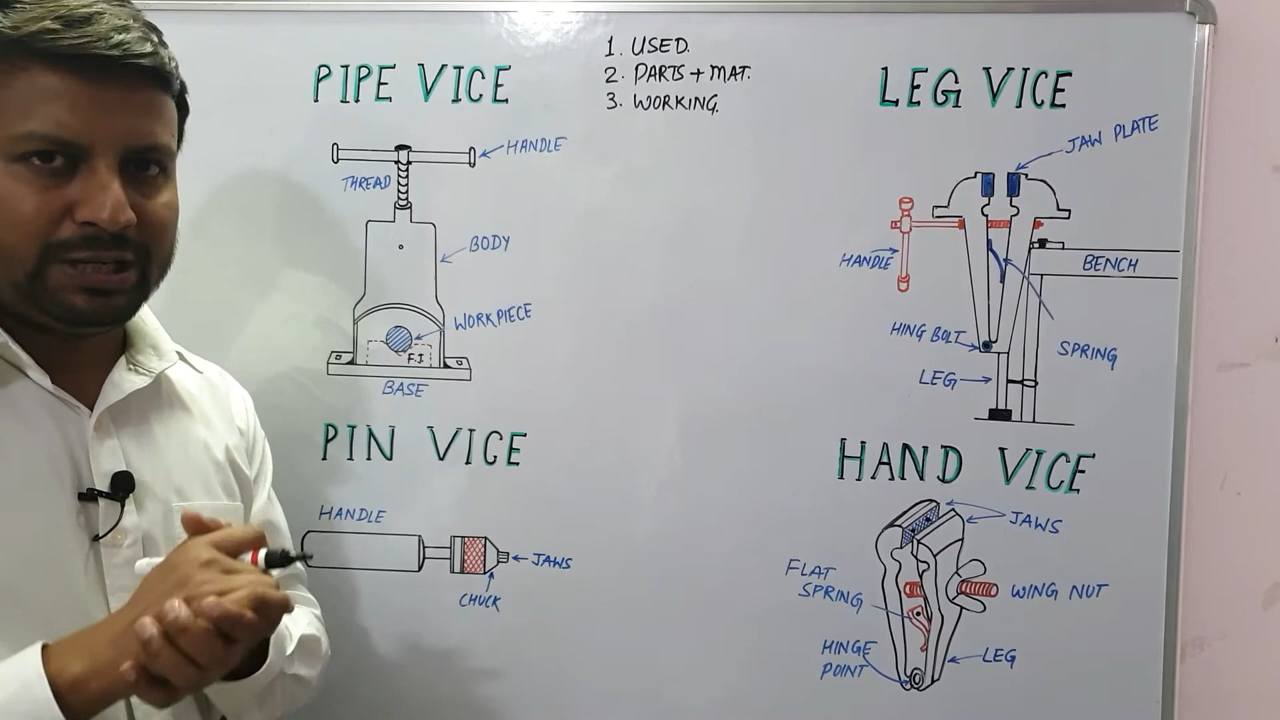 1. USED.
2. PARTS + MAT.
3. WORKING.
PIPE VICE
HANDLE
THREAD
BODY
WORKPIECE
F.I
BASE
LEG VICE
JAW PLATE
HANDLE
BENCH
HING BOLT
SPRING
LEG
PIN VICE
HANDLE
JAWS
CHUCK
HAND VICE
JAWS
FLAT
SPRING
WING NUT
HINGE
POINT
LEG